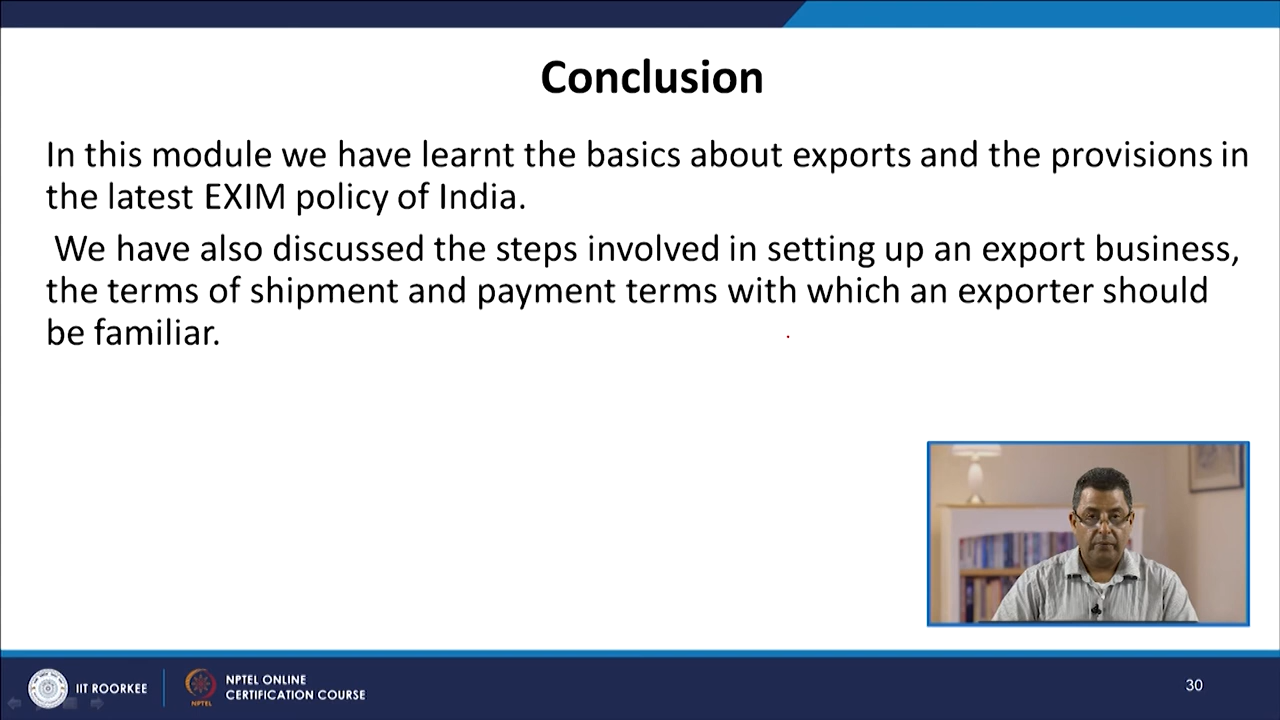 Conclusion
In this module we have learnt the basics about exports and the provisions in
the latest EXIM policy of India.
We have also discussed the steps involved in setting up an export business,
the terms of shipment and payment terms with which an exporter should
be familiar.
IIT ROORKEE
NPTEL
NPTEL ONLINE
CERTIFICATION COURSE
30